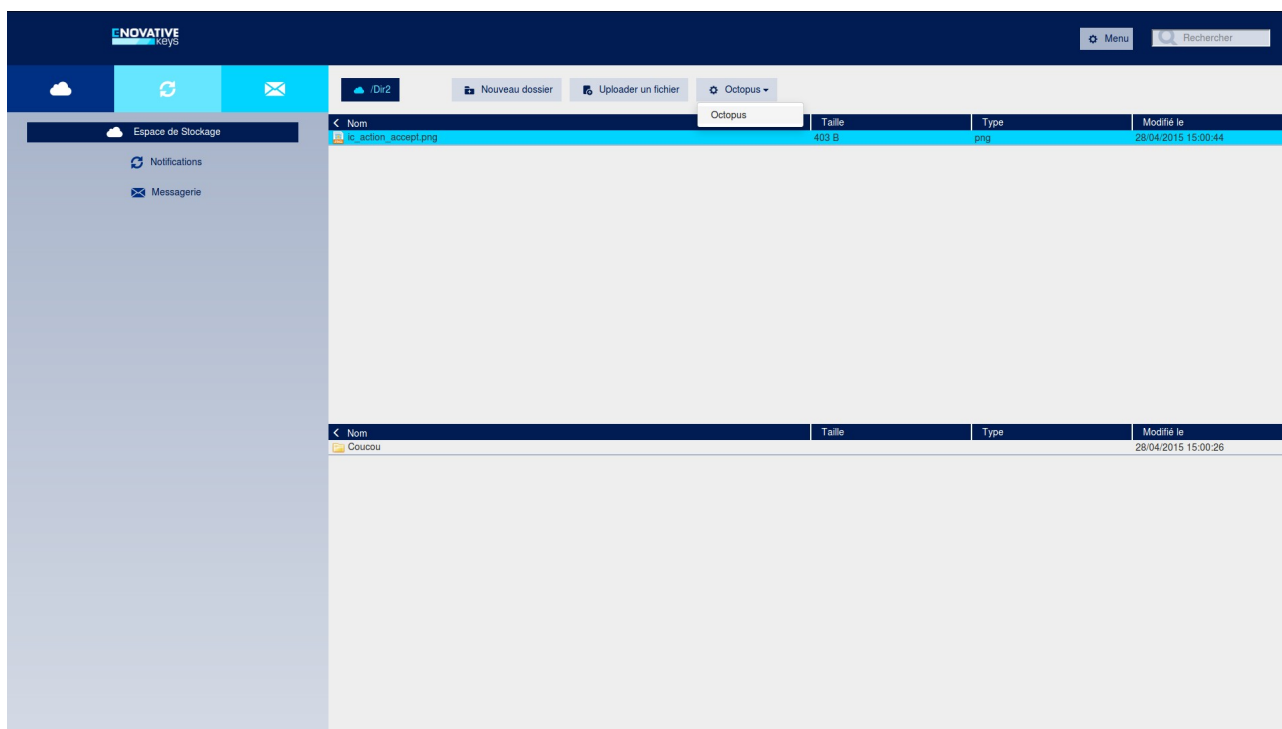 ENOVATIVE
keys
Menu
Rechercher
/Dir2
Nouveau dossier
Uploader un fichier
Octopus
Octopus
Espace de Stockage
Notifications
Messagerie
Nom Taille Type Modifié le
ic_action_accept.png 403 B png 28/04/2015 15:00:44
Nom Taille Type Modifié le
Coucou 28/04/2015 15:00:26